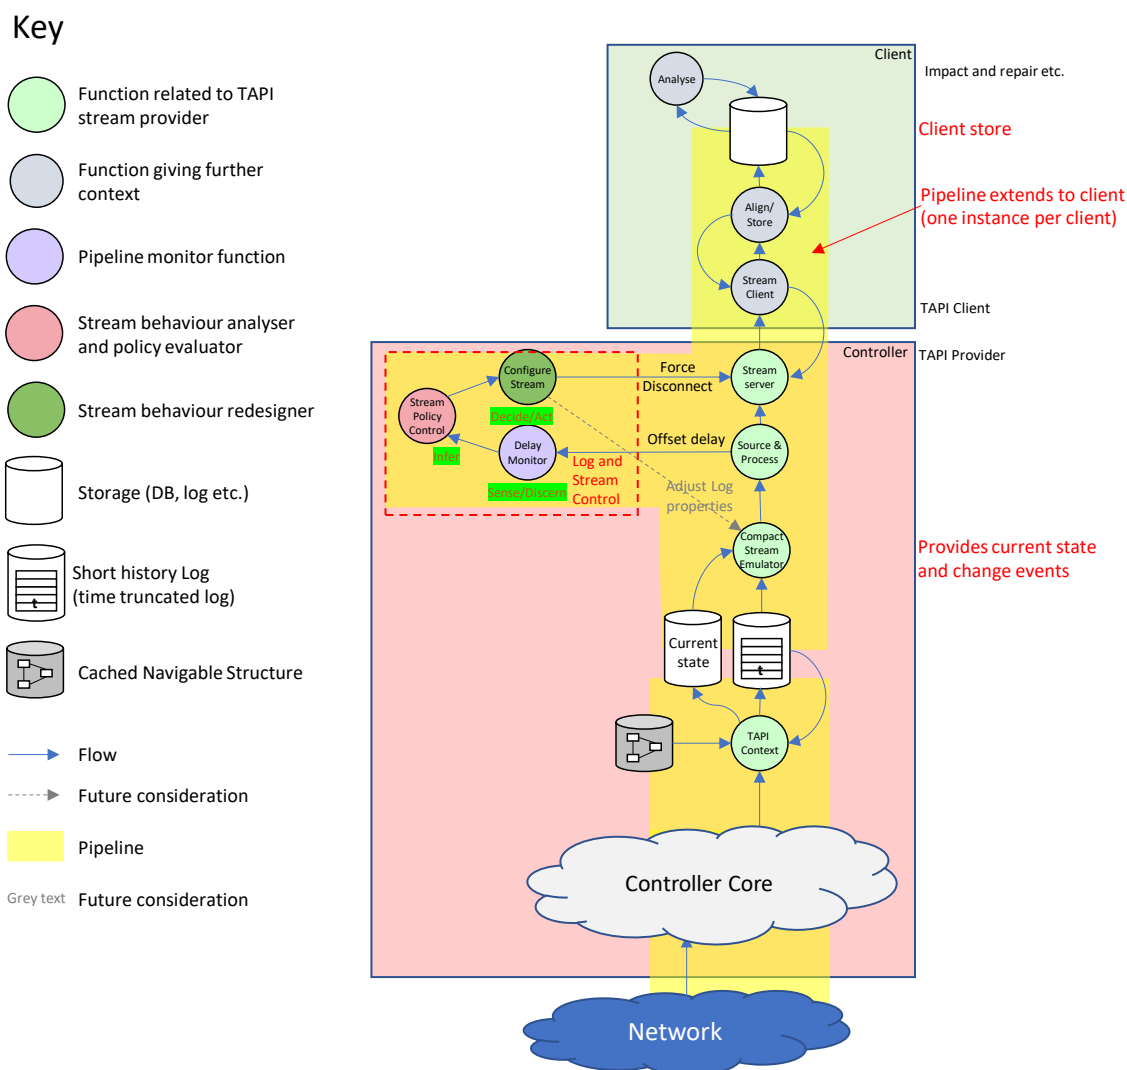 Key
Function related to TAPI
stream provider
Function giving further
context
Pipeline monitor function
Stream behaviour analyser
and policy evaluator
Stream behaviour redesigner
Storage (DB, log etc.)
t
Short history Log
(time truncated log)
Cached Navigable Structure
Flow
Future consideration
Pipeline
Grey text
Future consideration
Client
Impact and repair etc.
Analyse
Client store
Pipeline extends to client
(one instance per client)
Align/
Store
Stream
Client
TAPI Client
Controller
TAPI Provider
Configure
Stream
Force
Disconnect
Stream
server
Stream
Policy
Control
Decide/Act
Infer
Delay
Monitor
Offset delay
Source &
Process
Log and
Stream
Control
Sense/Discern
Adjust Log
properties
Compact
Stream
Emulator
Provides current state
and change events
Current
state
t
TAPI
Context
Controller Core
Network